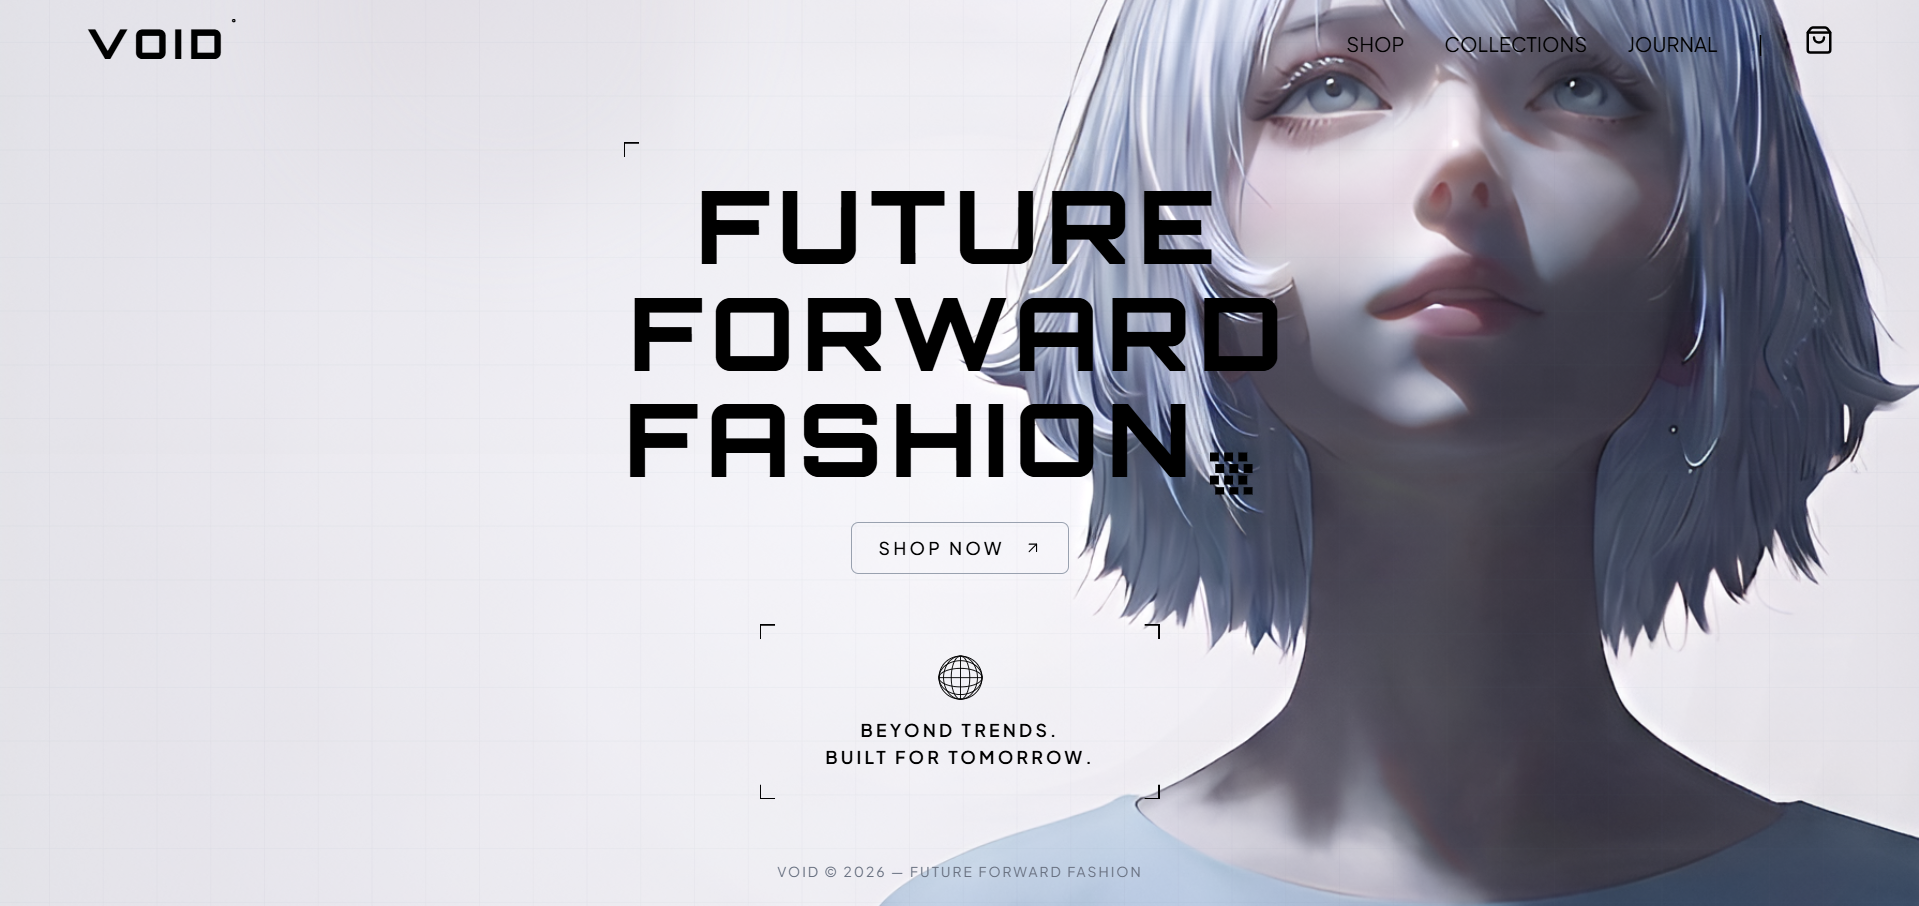 VOID
SHOP COLLECTIONS JOURNAL
FUTURE
FORWARD
FASHION
SHOP NOW
BEYOND TRENDS.
BUILT FOR TOMORROW.
VOID © 2026 — FUTURE FORWARD FASHION